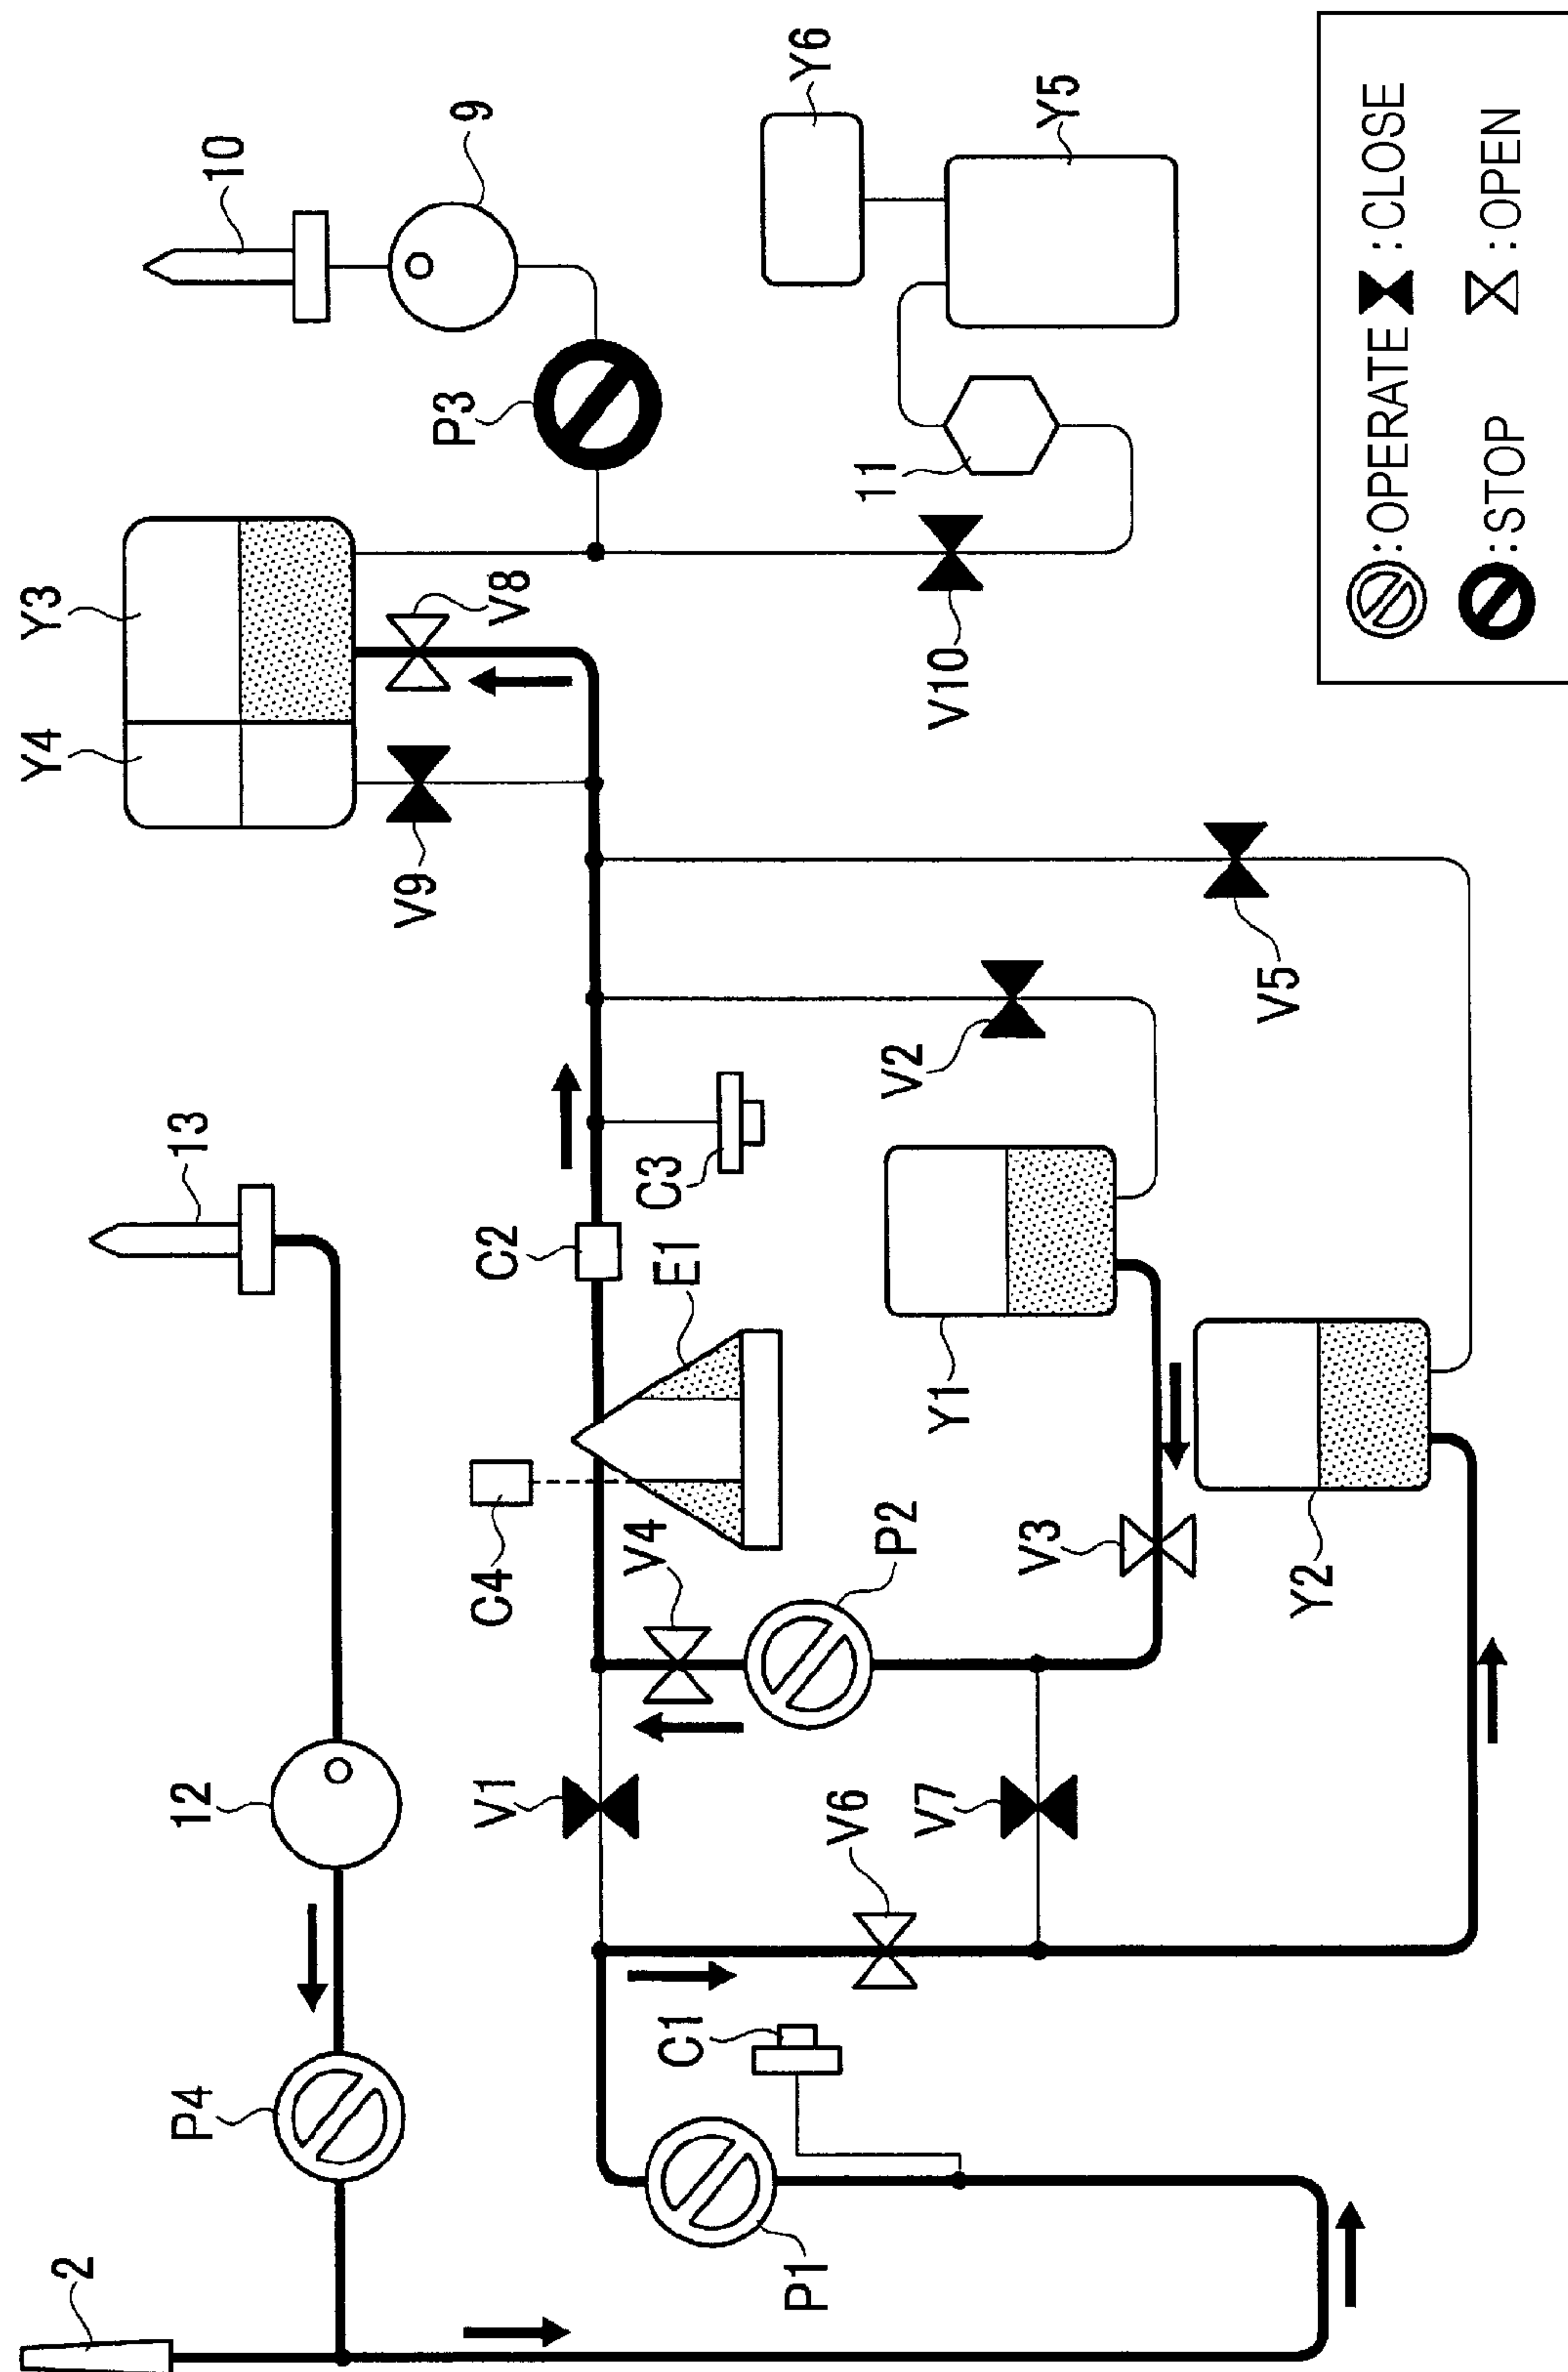 2
Y4
Y3
P4
12
13
10
V9
P3
9
V1
C4
C2
V8
C1
V4
E1
C3
P1
V6
P2
11
Y6
V7
Y1
V2
V10
V3
Y5
Y2
V5
:OPERATE :CLOSE
:STOP :OPEN